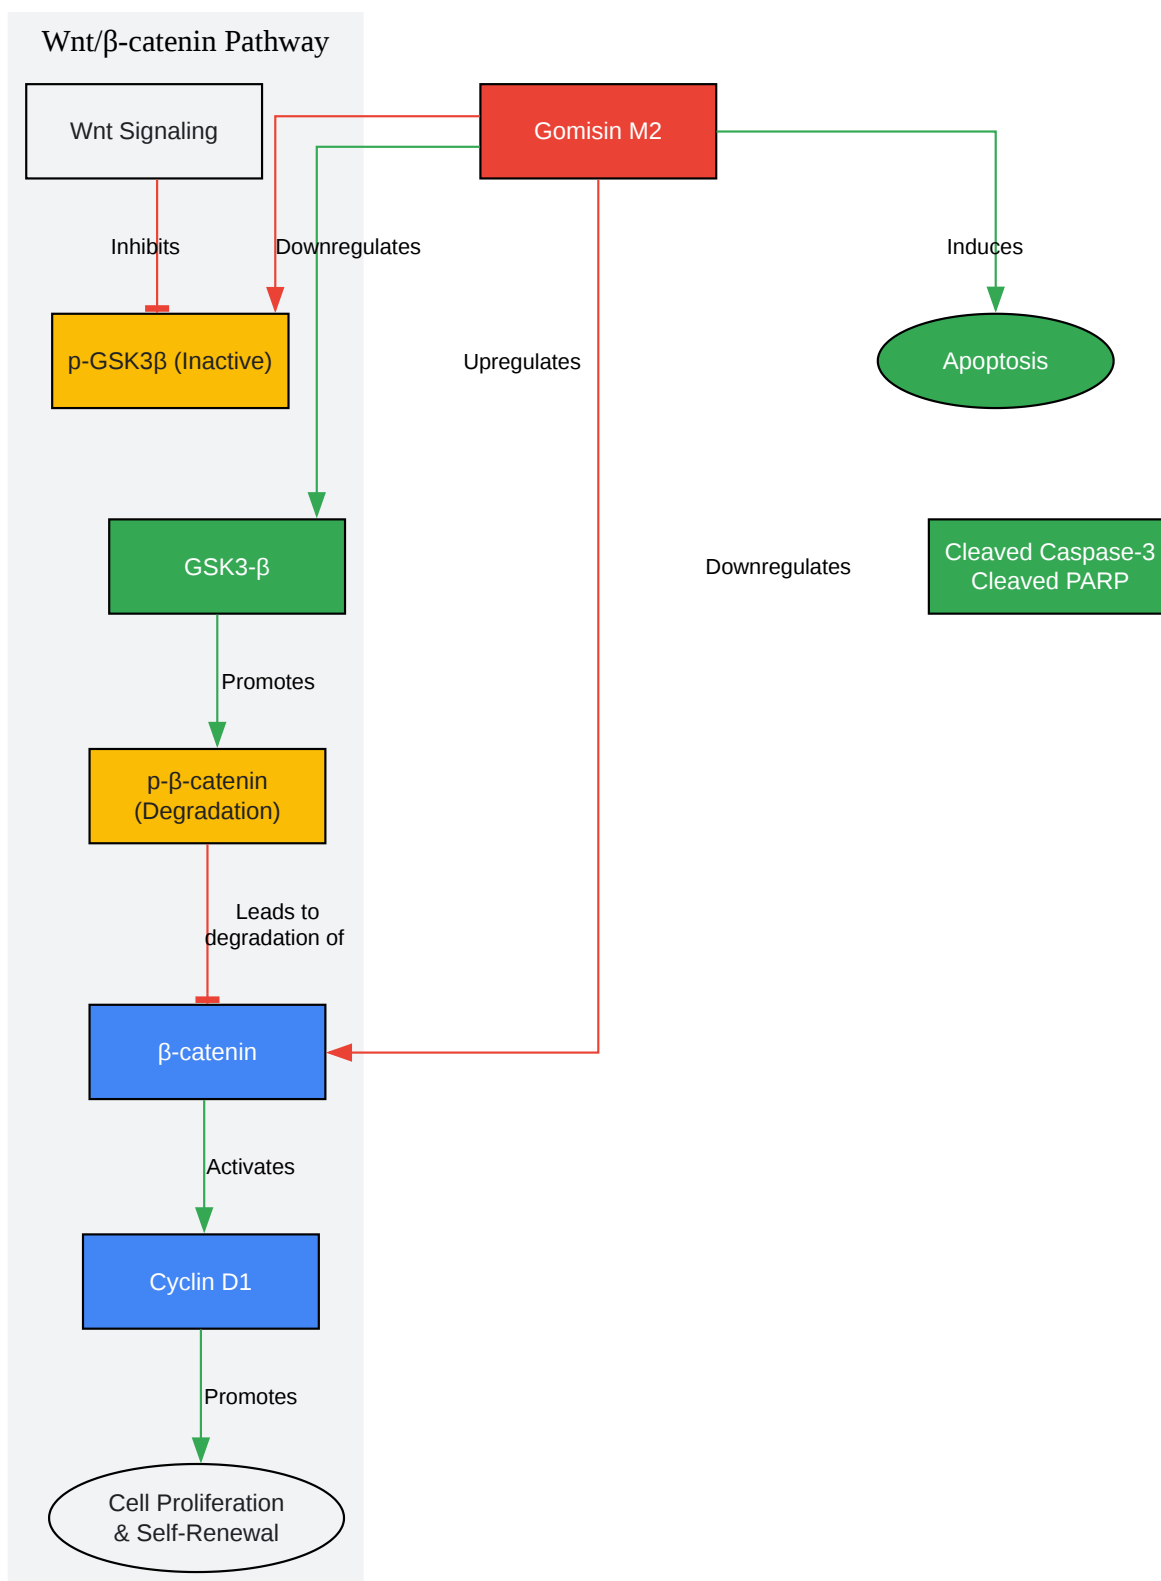 Wnt/β-catenin Pathway
Wnt Signaling
Gomisin M2
Inhibits
Downregulates
Induces
p-GSK3β (Inactive)
Upregulates
Apoptosis
GSK3-β
Downregulates
Cleaved Caspase-3
Cleaved PARP
Promotes
p-β-catenin
(Degradation)
Leads to
degradation of
β-catenin
Activates
Cyclin D1
Promotes
Cell Proliferation
& Self-Renewal